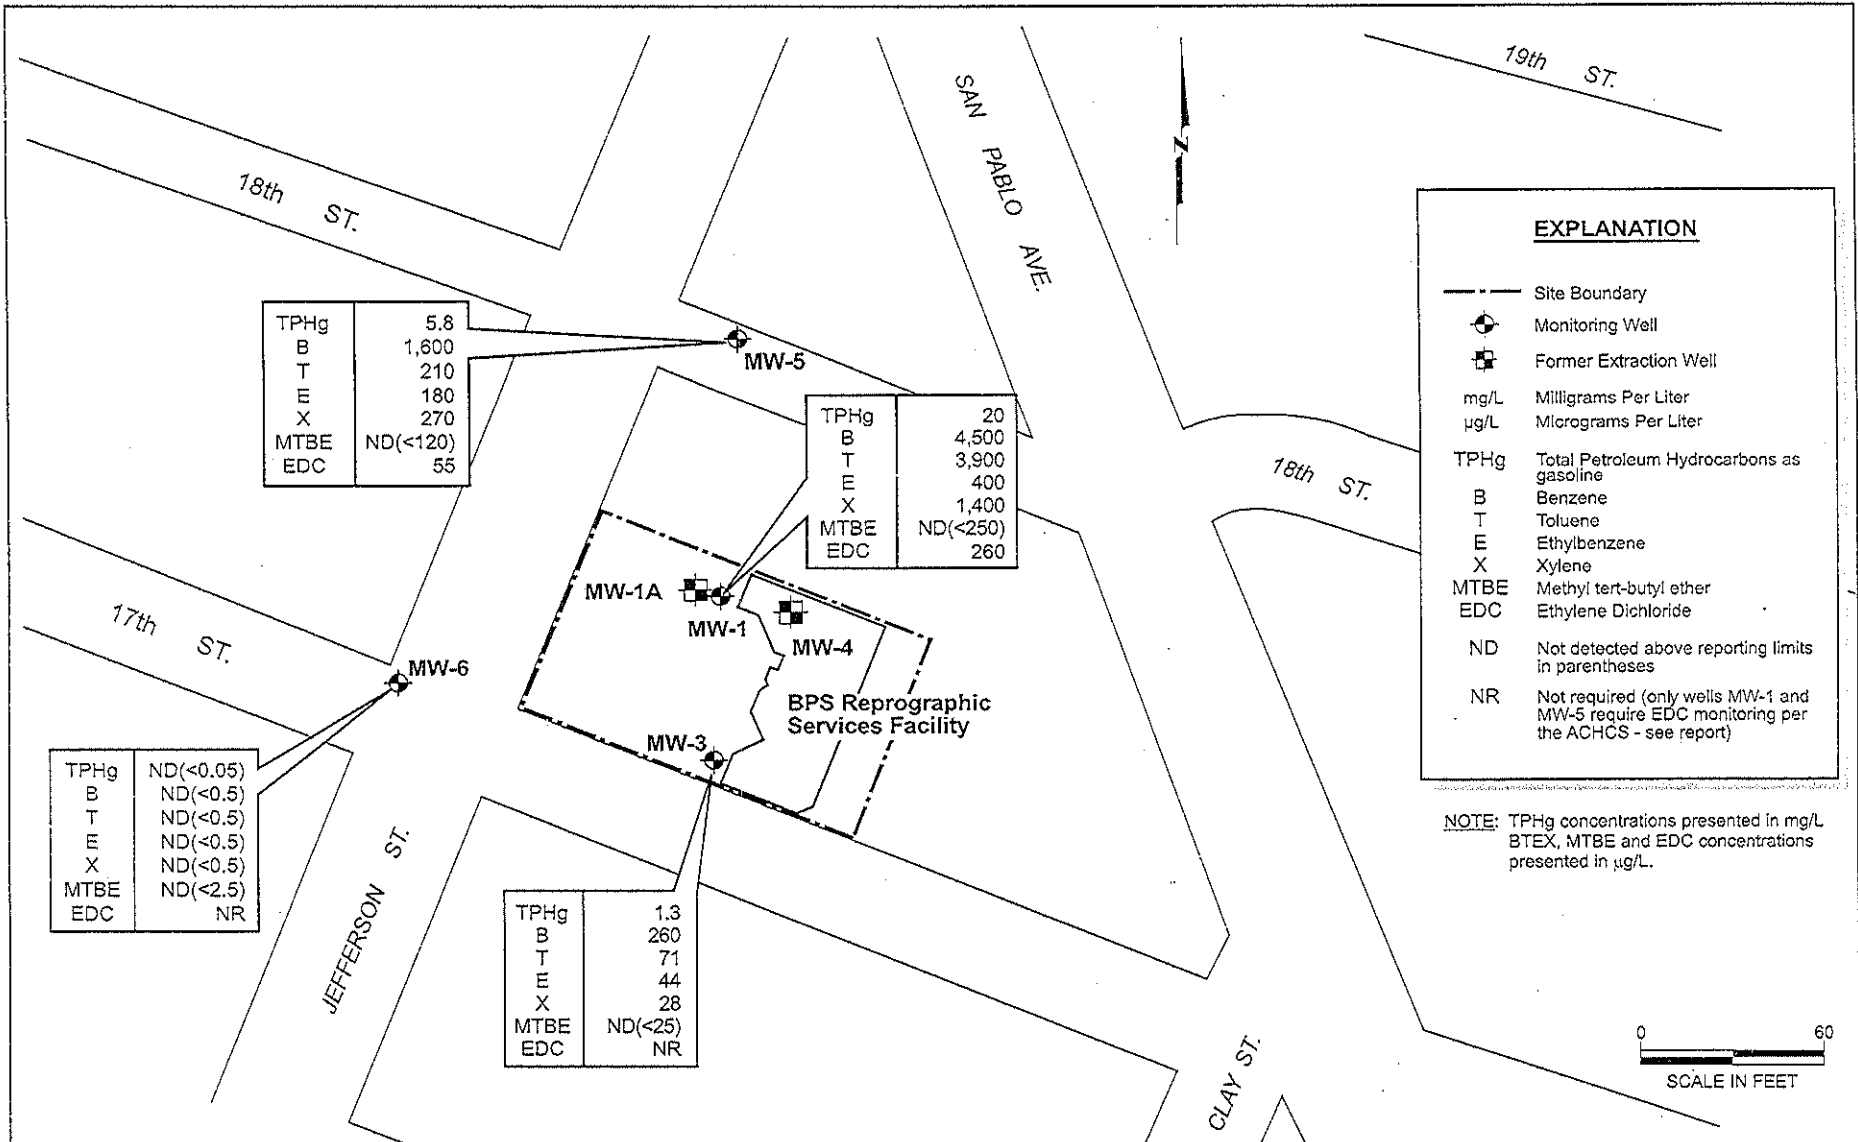 19th ST.
SAN PABLO AVE.
N
18th ST.
EXPLANATION
Site Boundary
Monitoring Well
Former Extraction Well
mg/L Milligrams Per Liter
µg/L Micrograms Per Liter
TPHg Total Petroleum Hydrocarbons as
gasoline
B Benzene
T Toluene
E Ethylbenzene
X Xylene
MTBE Methyl tert-butyl ether
EDC Ethylene Dichloride
ND Not detected above reporting limits
in parentheses
NR Not required (only wells MW-1 and
MW-5 require EDC monitoring per
the ACHCS - see report)
NOTE: TPHg concentrations presented in mg/L
BTEX, MTBE and EDC concentrations
presented in µg/L.
TPHg 5.8
B 1,600
T 210
E 180
X 270
MTBE ND(<120)
EDC 55
MW-5
TPHg 20
B 4,500
T 3,900
E 400
X 1,400
MTBE ND(<250)
EDC 260
18th ST.
MW-1A
MW-1
MW-4
17th ST.
MW-6
BPS Reprographic
Services Facility
MW-3
TPHg ND(<0.05)
B ND(<0.5)
T ND(<0.5)
E ND(<0.5)
X ND(<0.5)
MTBE ND(<2.5)
EDC NR
JEFFERSON ST.
TPHg 1.3
B 260
T 71
E 44
X 28
MTBE ND(<25)
EDC NR
CLAY ST.
0 60
SCALE IN FEET